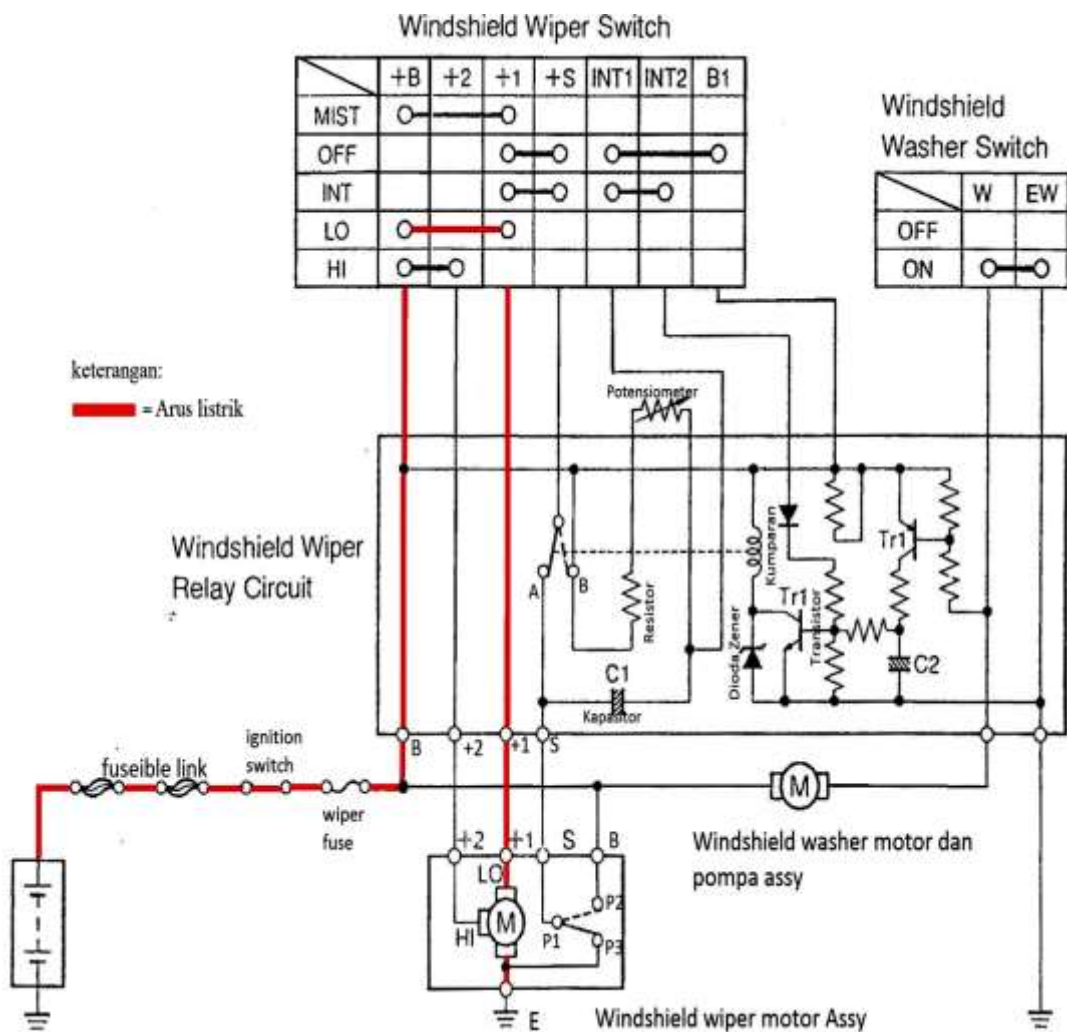 Windshield Wiper Switch
+B +2 +1 +S INT1 INT2 B1
MIST
OFF
INT
LO
HI
Windshield
Washer Switch
W EW
OFF
ON
keterangan:
= Arus listrik
Potensiometer
Windshield Wiper
Relay Circuit
A
B
Resistor
C1
Kapasitor
Kumparan
Dioda Zener
Tr1
Transistor
Tr1
C2
B
+2
+1
S
fuseible link
ignition
switch
wiper
fuse
M
Windshield washer motor dan
pompa assy
+2
+1
S
B
LO
HI
M
P1
P2
P3
E
Windshield wiper motor Assy